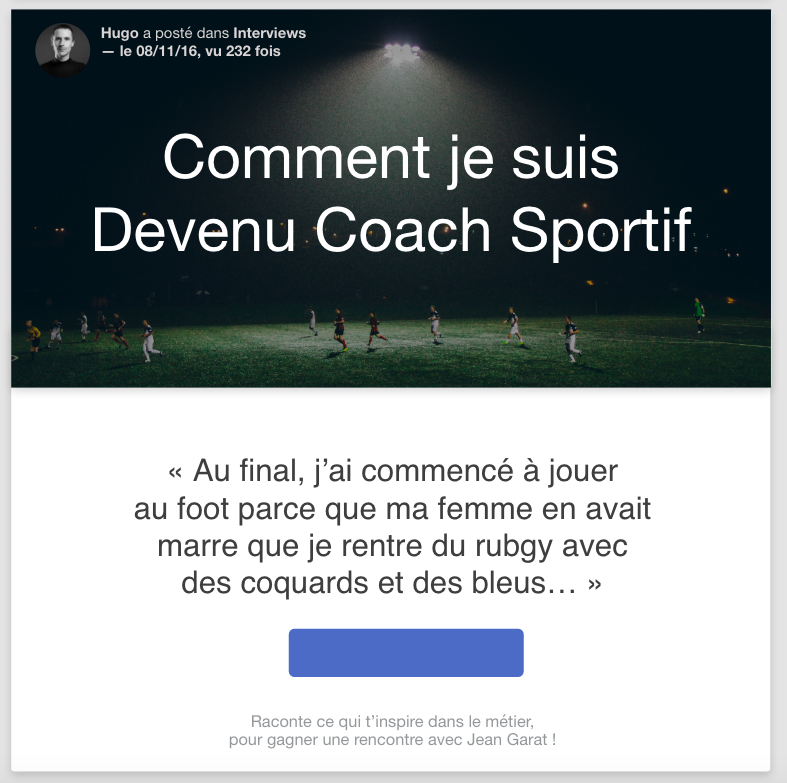 Hugo a posté dans Interviews
— le 08/11/16, vu 232 fois
Comment je suis
Devenu Coach Sportif
« Au final, j’ai commencé à jouer
au foot parce que ma femme en avait
marre que je rentre du rubgy avec
des coquards et des bleus… »
Raconte ce qui t’inspire dans le métier,
pour gagner une rencontre avec Jean Garat !